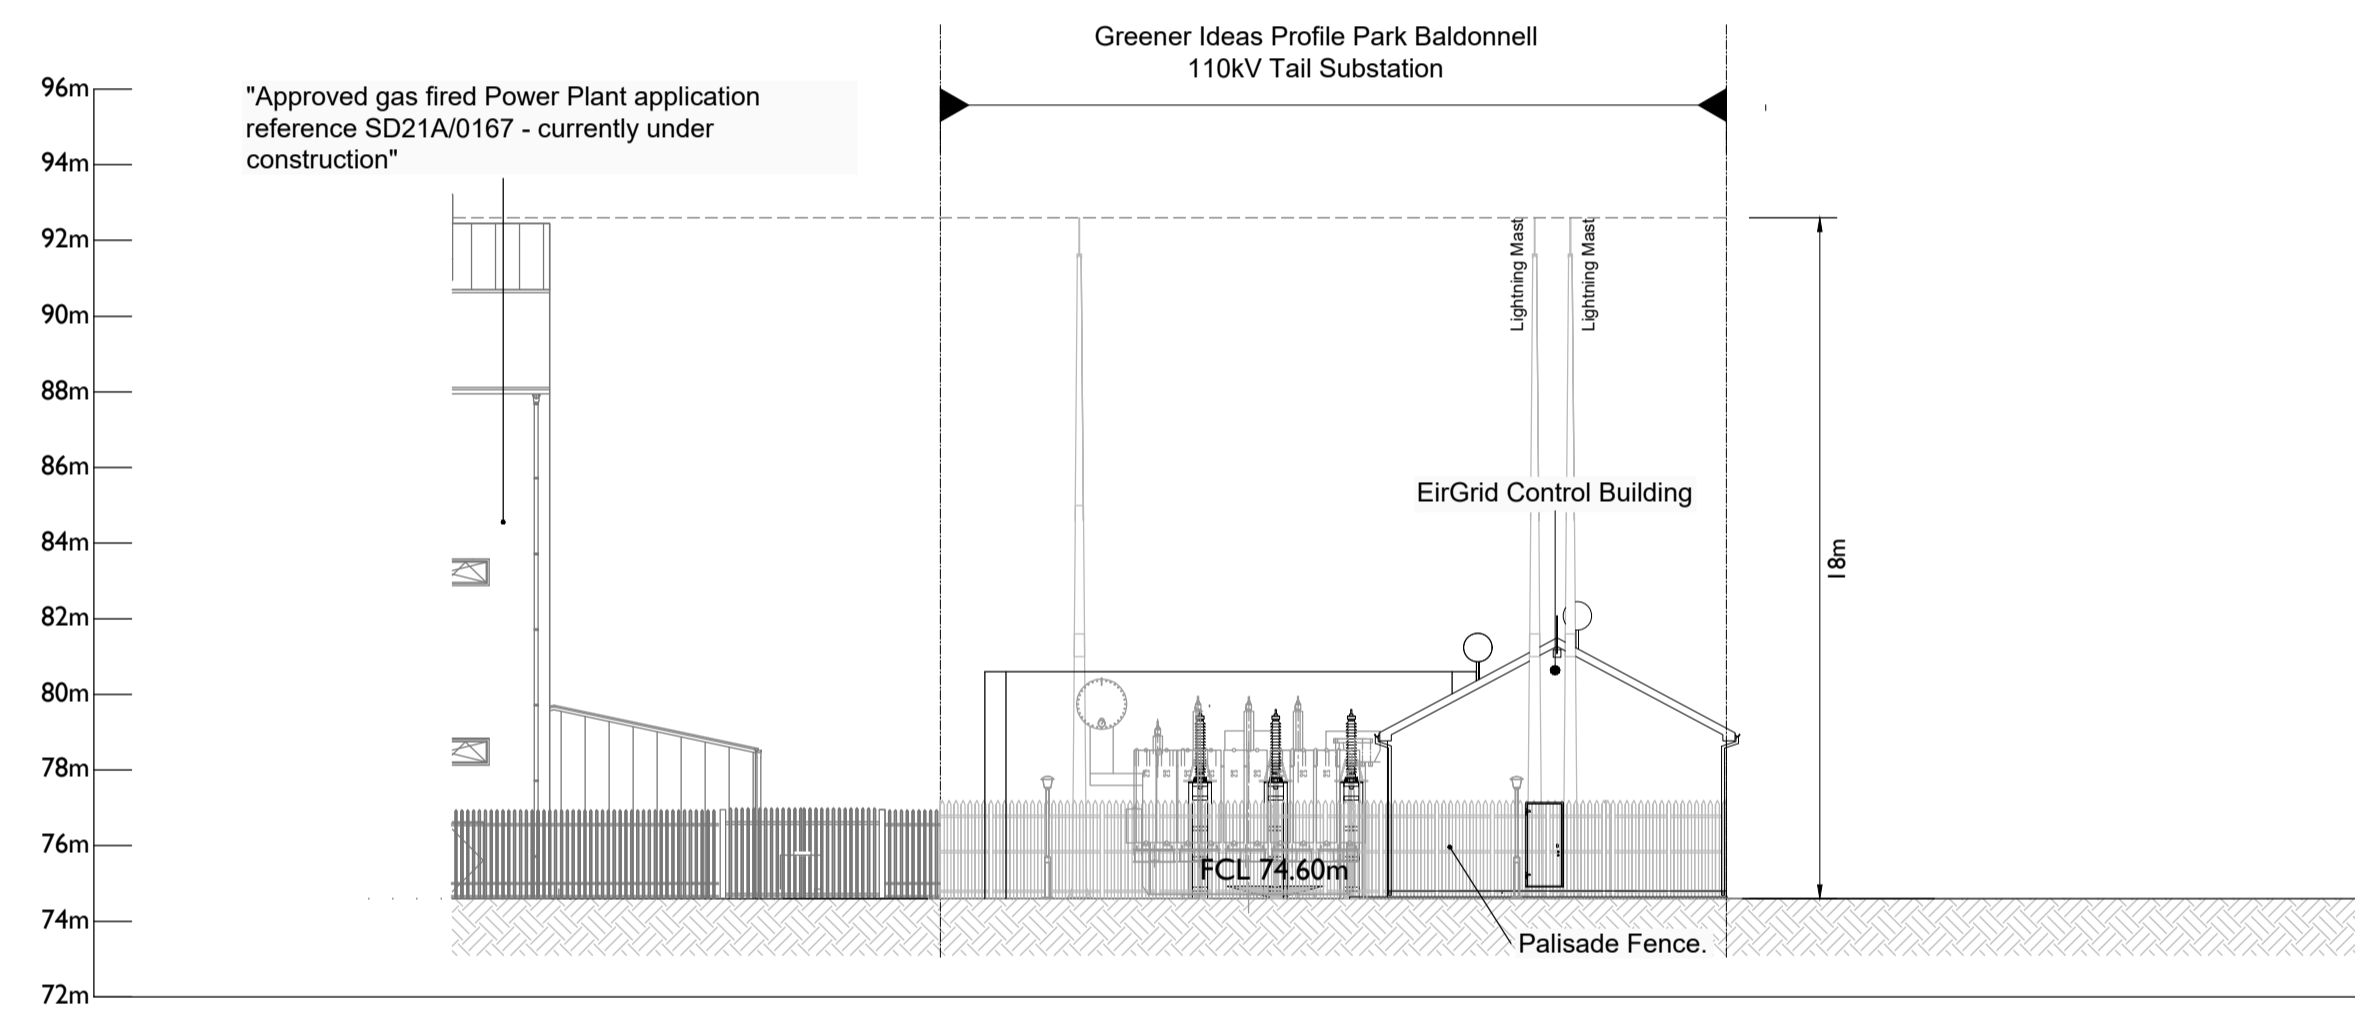 Greener Ideas Profile Park Baldonnell
110kV Tail Substation
"Approved gas fired Power Plant application
reference SD21A/0167 - currently under
construction"
96m
94m
92m
90m
88m
86m
84m
82m
80m
78m
76m
74m
72m
Lightning Mast
Lightning Mast
EirGrid Control Building
18m
FCL 74.60m
Palisade Fence.